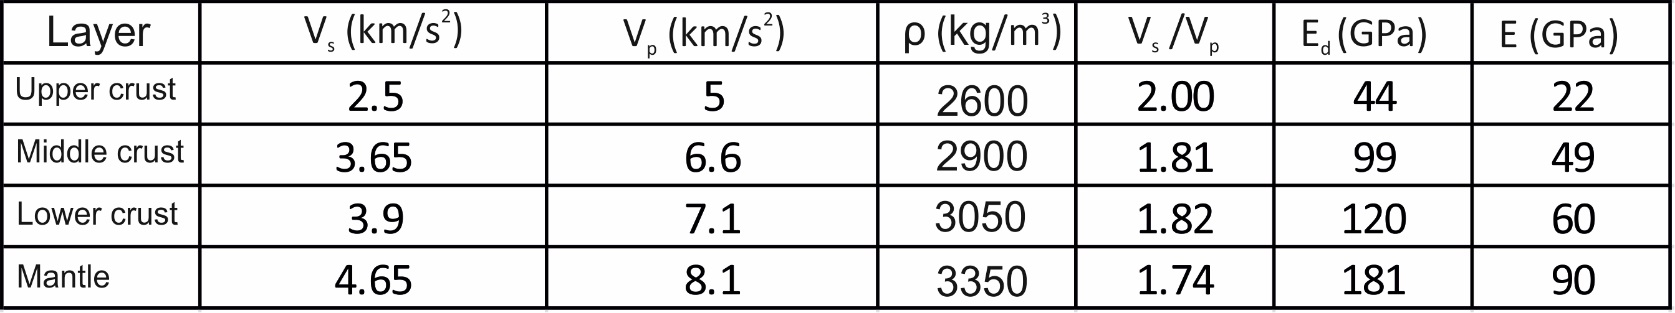 Layer Vs (km/s²) Vp (km/s²) ρ (kg/m³) Vs /Vp Ed (GPa) E (GPa)
Upper crust 2.5 5 2600 2.00 44 22
Middle crust 3.65 6.6 2900 1.81 99 49
Lower crust 3.9 7.1 3050 1.82 120 60
Mantle 4.65 8.1 3350 1.74 181 90